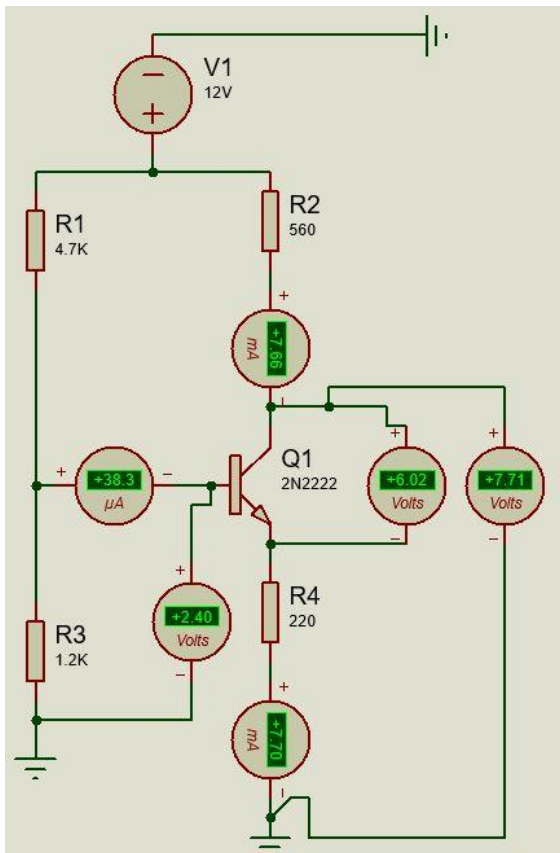 V1
12V
R1
4.7K
R2
560
+
+7.66
mA
-
+
+38.3
µA
-
Q1
2N2222
+
+6.02
Volts
-
+
+7.71
Volts
-
+
+2.40
Volts
-
R3
1.2K
R4
220
+
+7.70
mA
-